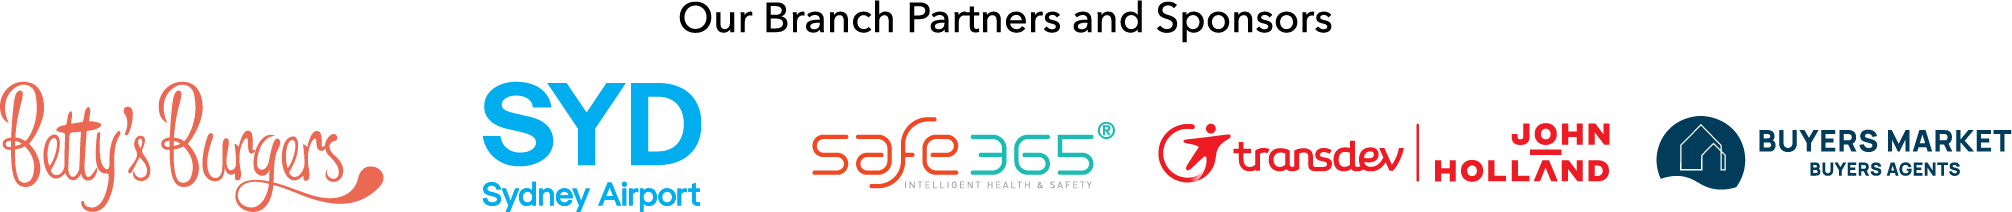 Our Branch Partners and Sponsors
Betty's Burgers
SYD
Sydney Airport
safe365®
INTELLIGENT HEALTH & SAFETY
transdev
JOHN
HOLLAND
BUYERS MARKET
BUYERS AGENTS